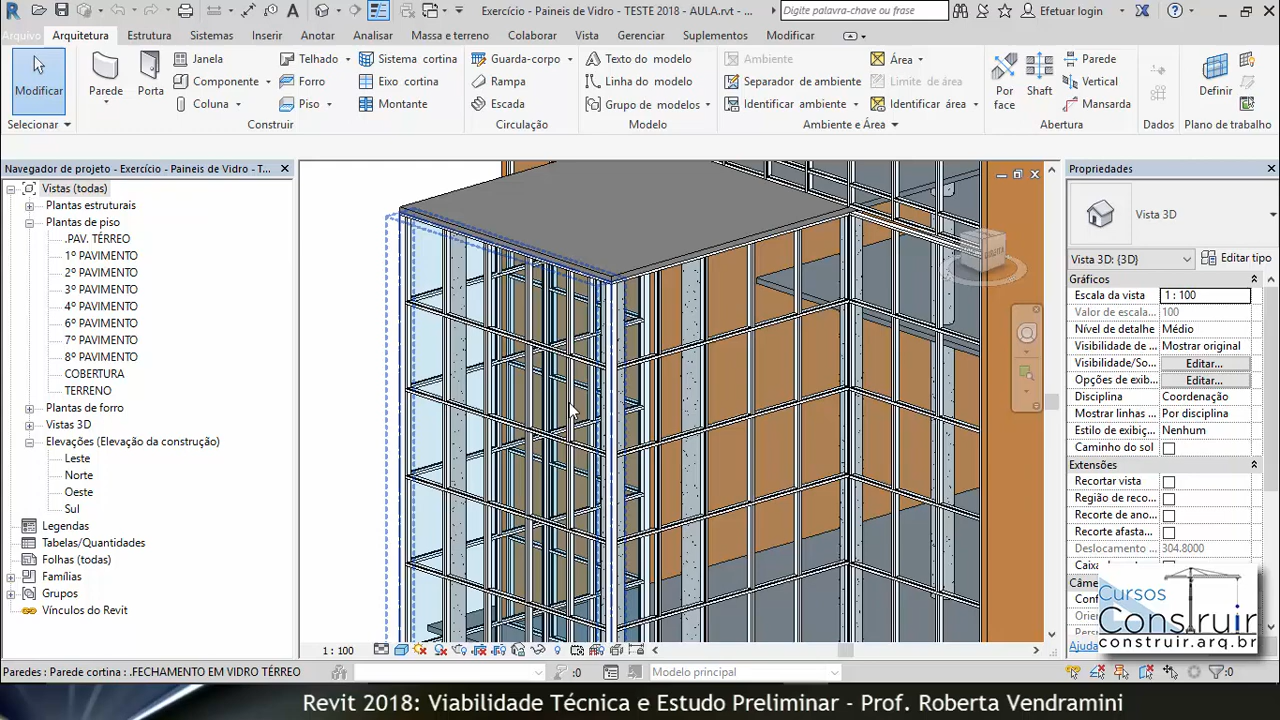 Exercício - Paineis de Vidro - TESTE 2018 - AULA.rvt -
Digite palavra-chave ou frase
Efetuar login
Arquivo
Arquitetura
Estrutura
Sistemas
Inserir
Anotar
Analisar
Massa e terreno
Colaborar
Vista
Gerenciar
Suplementos
Modificar
Modificar
Selecionar
Parede
Porta
Janela
Componente
Coluna
Telhado
Forro
Piso
Sistema cortina
Eixo cortina
Montante
Construir
Guarda-corpo
Rampa
Escada
Circulação
Texto do modelo
Linha do modelo
Grupo de modelos
Modelo
Ambiente
Separador de ambiente
Identificar ambiente
Área
Limite de área
Identificar área
Ambiente e Área
Por face
Shaft
Parede
Vertical
Mansarda
Abertura
Dados
Definir
Plano de trabalho
Navegador de projeto - Exercício - Paineis de Vidro - T...
Vistas (todas)
Plantas estruturais
Plantas de piso
.PAV. TÉRREO
1º PAVIMENTO
2º PAVIMENTO
3º PAVIMENTO
4º PAVIMENTO
6º PAVIMENTO
7º PAVIMENTO
8º PAVIMENTO
COBERTURA
TERRENO
Plantas de forro
Vistas 3D
Elevações (Elevação da construção)
Leste
Norte
Oeste
Sul
Legendas
Tabelas/Quantidades
Folhas (todas)
Famílias
Grupos
Vínculos do Revit
Propriedades
Vista 3D
Vista 3D: {3D}
Editar tipo
Gráficos
Escala da vista 1 : 100
Valor de escala... 100
Nível de detalhe Médio
Visibilidade de ... Mostrar original
Visibilidade/So... Editar...
Opções de exib... Editar...
Disciplina Coordenação
Mostrar linhas ... Por disciplina
Estilo de exibiç... Nenhum
Caminho do sol
Extensões
Recortar vista
Região de reco...
Recorte de ano...
Recorte afasta...
Deslocamento ... 304.8000
Caixa
Câme
Ajuda
Cursos
Construir
construir.arq.br
1 : 100
Paredes : Parede cortina : .FECHAMENTO EM VIDRO TÉRREO
:0
Modelo principal
:0
Revit 2018: Viabilidade Técnica e Estudo Preliminar - Prof. Roberta Vendramini